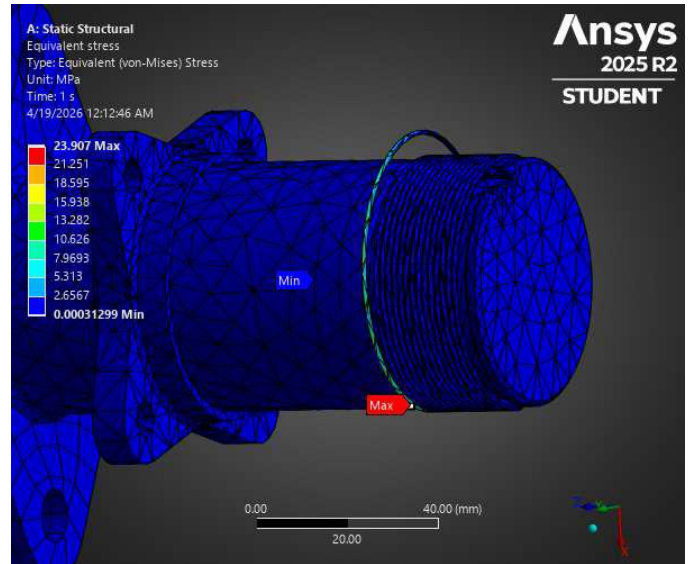 A: Static Structural
Equivalent stress
Type: Equivalent (von-Mises) Stress
Unit: MPa
Time: 1 s
4/19/2026 12:12:46 AM
23.907 Max
21.251
18.595
15.938
13.282
10.626
7.9693
5.313
2.6567
0.00031299 Min
Ansys
2025 R2
STUDENT
Min
Max
0.00
40.00 (mm)
20.00
Z
Y
X